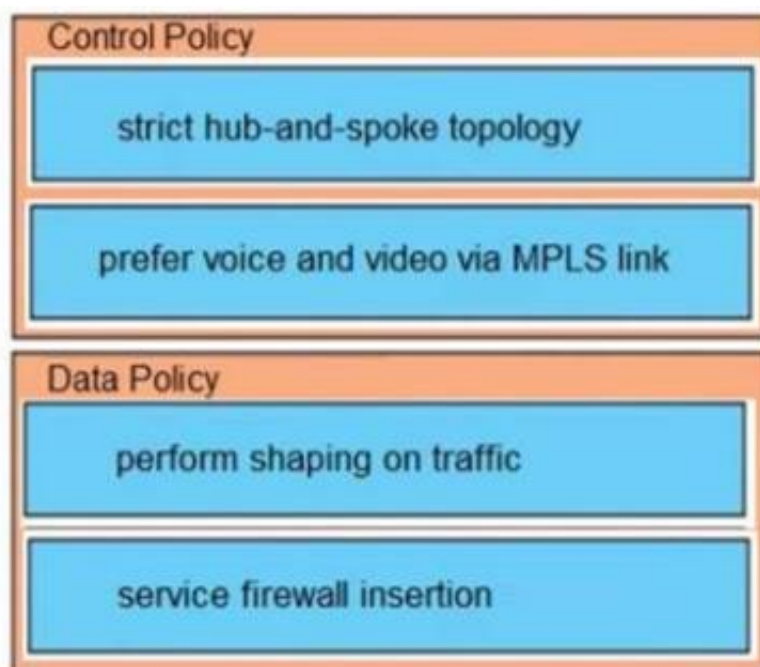 Control Policy
strict hub-and-spoke topology
prefer voice and video via MPLS link
Data Policy
perform shaping on traffic
service firewall insertion